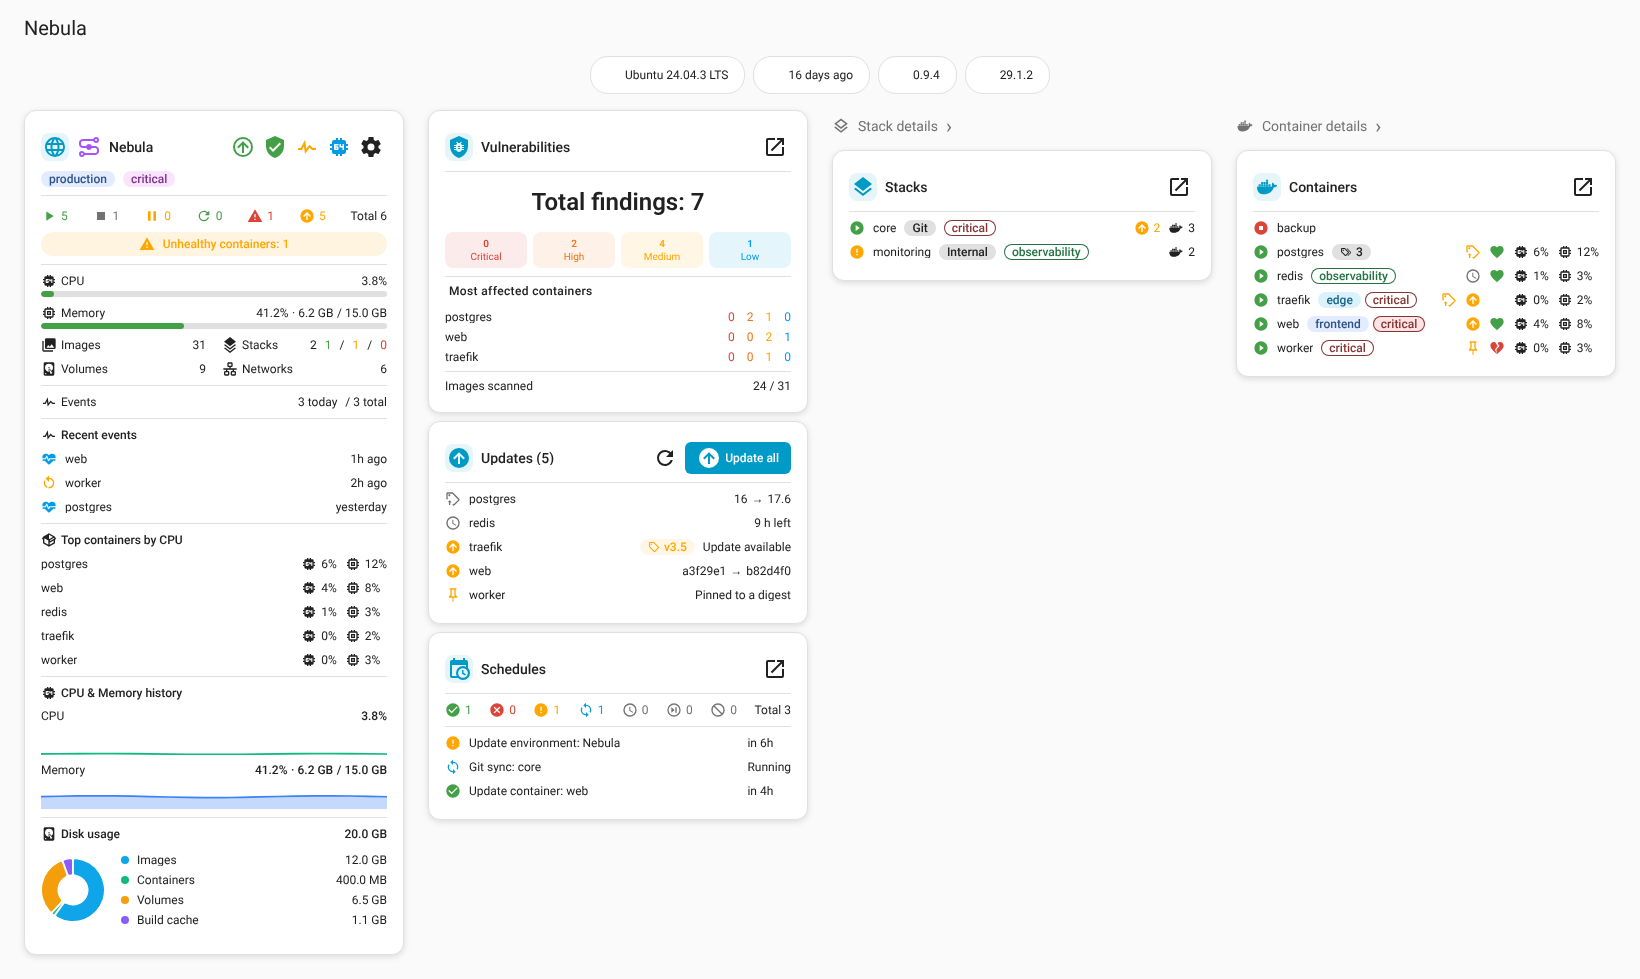 Nebula
Ubuntu 24.04.3 LTS
16 days ago
0.9.4
29.1.2
Nebula
production critical
5 1 0 0 1 5 Total 6
Unhealthy containers: 1
CPU 3.8%
Memory 41.2% · 6.2 GB / 15.0 GB
Images 31 Stacks 2 1 / 1 / 0
Volumes 9 Networks 6
Events 3 today / 3 total
Recent events
web 1h ago
worker 2h ago
postgres yesterday
Top containers by CPU
postgres 6% 12%
web 4% 8%
redis 1% 3%
traefik 0% 2%
worker 0% 3%
CPU & Memory history
CPU 3.8%
Memory 41.2% · 6.2 GB / 15.0 GB
Disk usage 20.0 GB
Images 12.0 GB
Containers 400.0 MB
Volumes 6.5 GB
Build cache 1.1 GB
Vulnerabilities
Total findings: 7
0 Critical
2 High
4 Medium
1 Low
Most affected containers
postgres 0 2 1 0
web 0 0 2 1
traefik 0 0 1 0
Images scanned 24 / 31
Updates (5) Update all
postgres 16 → 17.6
redis 9 h left
traefik v3.5 Update available
web a3f29e1 → b82d4f0
worker Pinned to a digest
Schedules
1 0 1 1 0 0 0 Total 3
Update environment: Nebula in 6h
Git sync: core Running
Update container: web in 4h
Stack details ›
Stacks
core Git critical 2 3
monitoring Internal observability 2
Container details ›
Containers
backup
postgres 3 6% 12%
redis observability 1% 3%
traefik edge critical 0% 2%
web frontend critical 4% 8%
worker critical 0% 3%